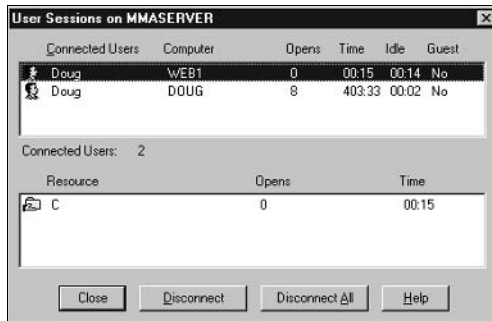 User Sessions on MMASERVER
Connected Users Computer Opens Time Idle Guest
Doug WEB1 0 00:15 00:14 No
Doug DOUG 8 403:33 00:02 No
Connected Users: 2
Resource Opens Time
C 0 00:15
Close Disconnect Disconnect All Help